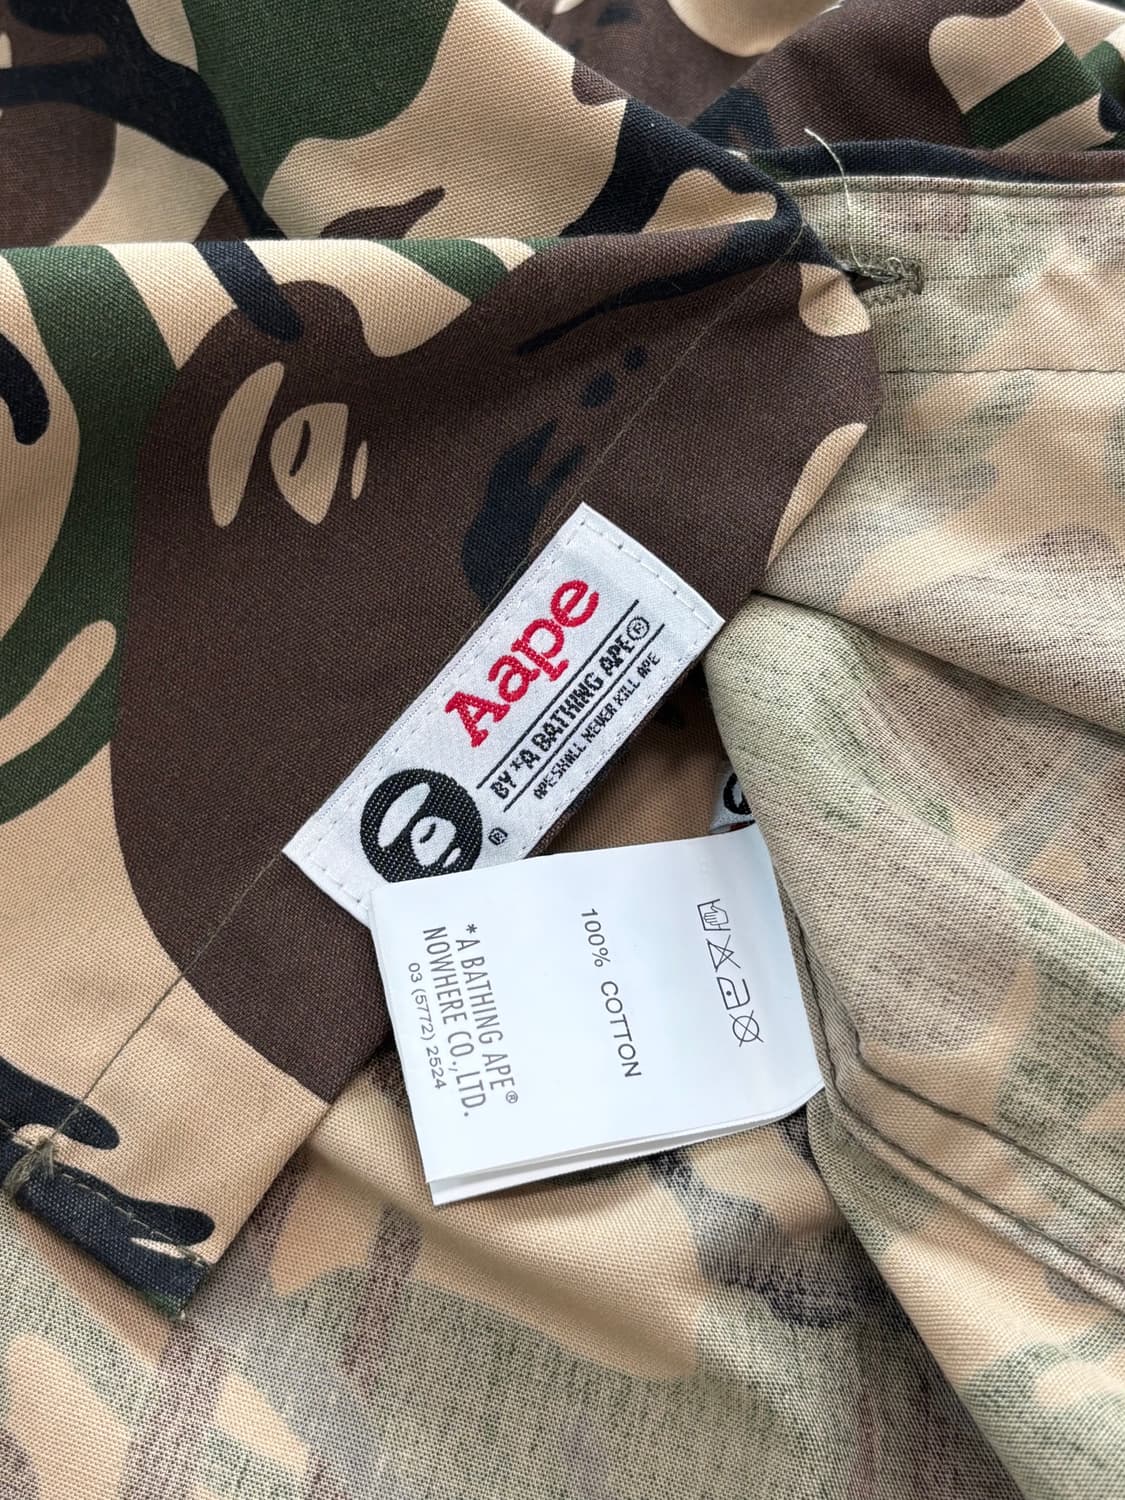 Aape
BY *A BATHING APE®
APE SHALL NEVER KILL APE
®
*A BATHING APE®
NOWHERE CO., LTD.
03 (5772) 2524
100% COTTON